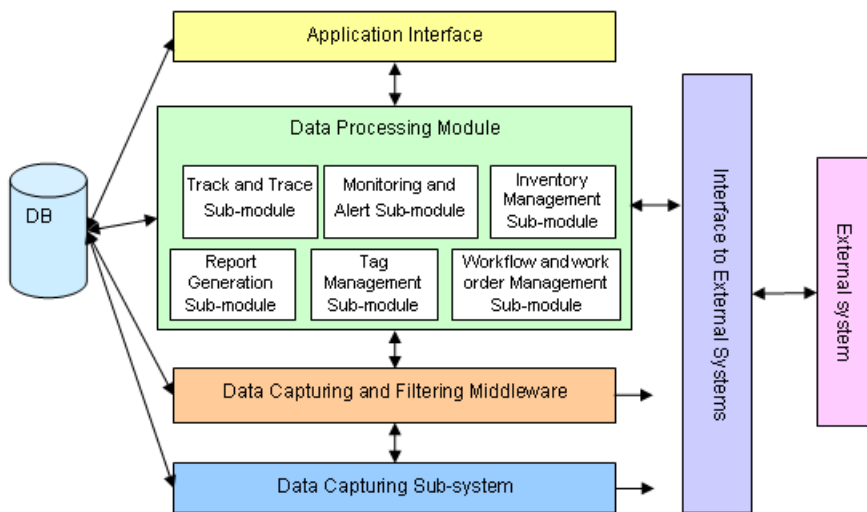 Application Interface
Data Processing Module
DB
Track and Trace
Sub-module
Monitoring and
Alert Sub-module
Inventory
Management
Sub-module
Report
Generation
Sub-module
Tag
Management
Sub-module
Workflow and work
order Management
Sub-module
Data Capturing and Filtering Middleware
Data Capturing Sub-system
Interface to External Systems
External system